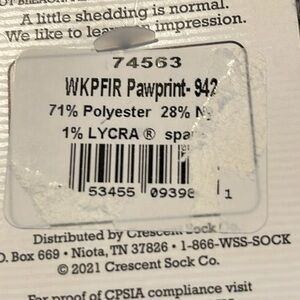 A little shedding is normal.
We like to leave an impression.
74563
WKPFIR Pawprint- 942
71% Polyester 28% N
1% LYCRA® spa
53455 09398 1
Distributed by Crescent Sock
O. Box 669 • Niota, TN 37826 • 1-866-WSS-SOCK
© 2021 Crescent Sock Co.
For proof of CPSIA compliance visit